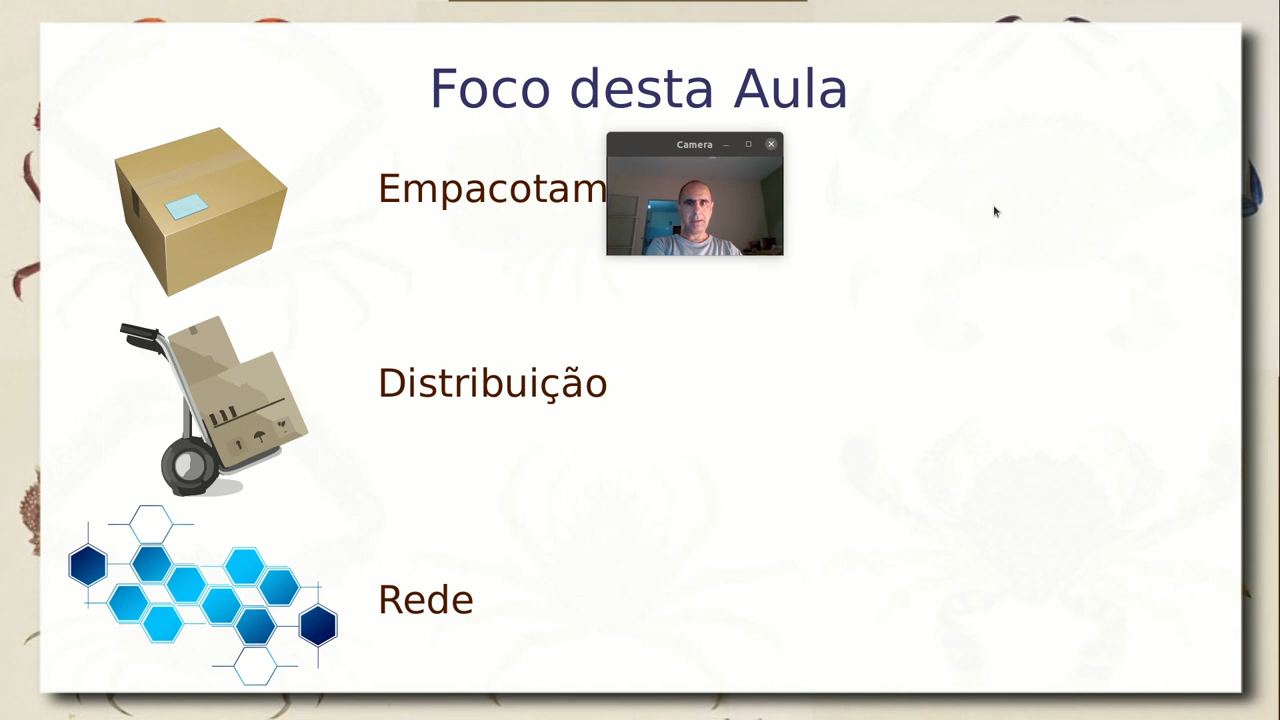 Foco desta Aula
Camera
Empacotam
Distribuição
Rede